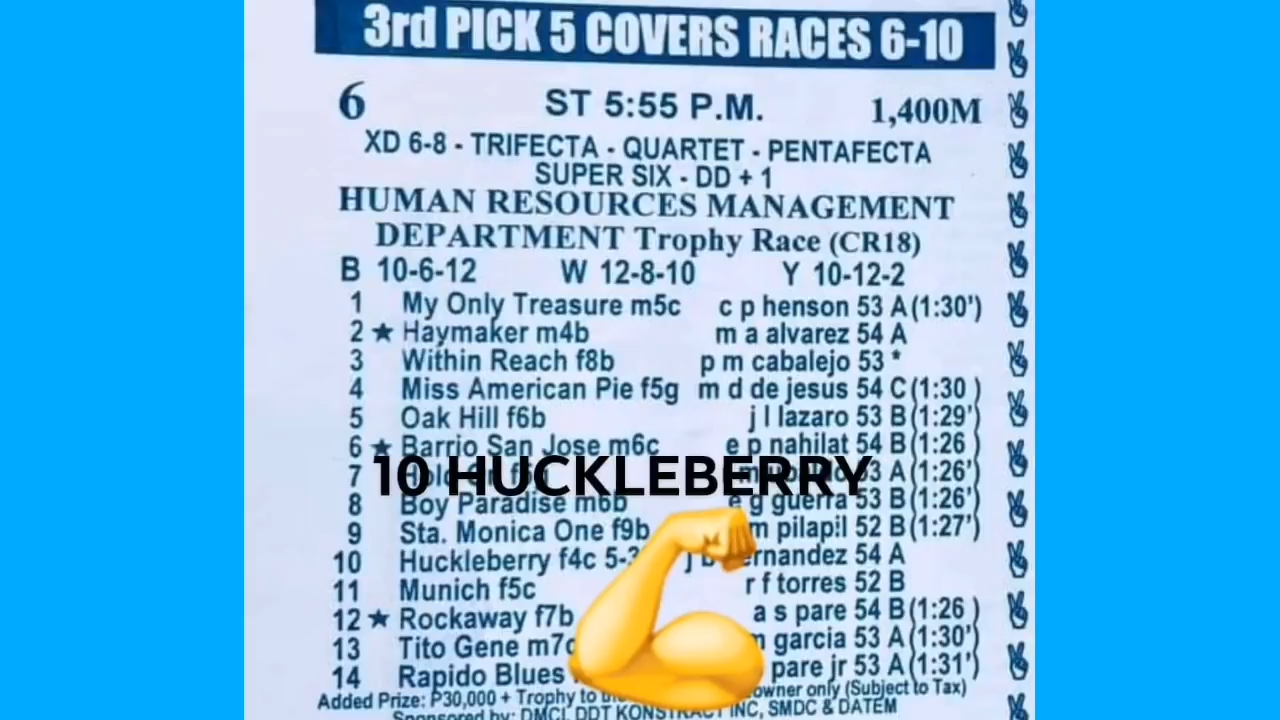 3rd PICK 5 COVERS RACES 6-10
6 ST 5:55 P.M. 1,400M
XD 6-8 - TRIFECTA - QUARTET - PENTAFECTA
SUPER SIX - DD + 1
HUMAN RESOURCES MANAGEMENT
DEPARTMENT Trophy Race (CR18)
B 10-6-12 W 12-8-10 Y 10-12-2
1 My Only Treasure m5c c p henson 53 A(1:30')
2 ★ Haymaker m4b m a alvarez 54 A
3 Within Reach f8b p m cabalejo 53 *
4 Miss American Pie f5g m d de jesus 54 C(1:30 )
5 Oak Hill f6b j l lazaro 53 B(1:29')
6 ★ Barrio San Jose m6c e p nahilat 54 B(1:26 )
7 53 A(1:26')
10 HUCKLEBERRY
8 Boy Paradise m6b e g guerra 53 B(1:26')
9 Sta. Monica One f9b m pilapil 52 B(1:27')
10 Huckleberry f4c 54 A
11 Munich f5c r f torres 52 B
12 ★ Rockaway f7b a s pare 54 B(1:26 )
13 Tito Gene garcia 53 A(1:30')
14 Rapido Blues pare jr 53 A(1:31')
Added Prize: P30,000 + Trophy to owner only (Subject to Tax)
Sponsored by: DMCI, DDT KONSTRACT INC, SMDC & DATEM